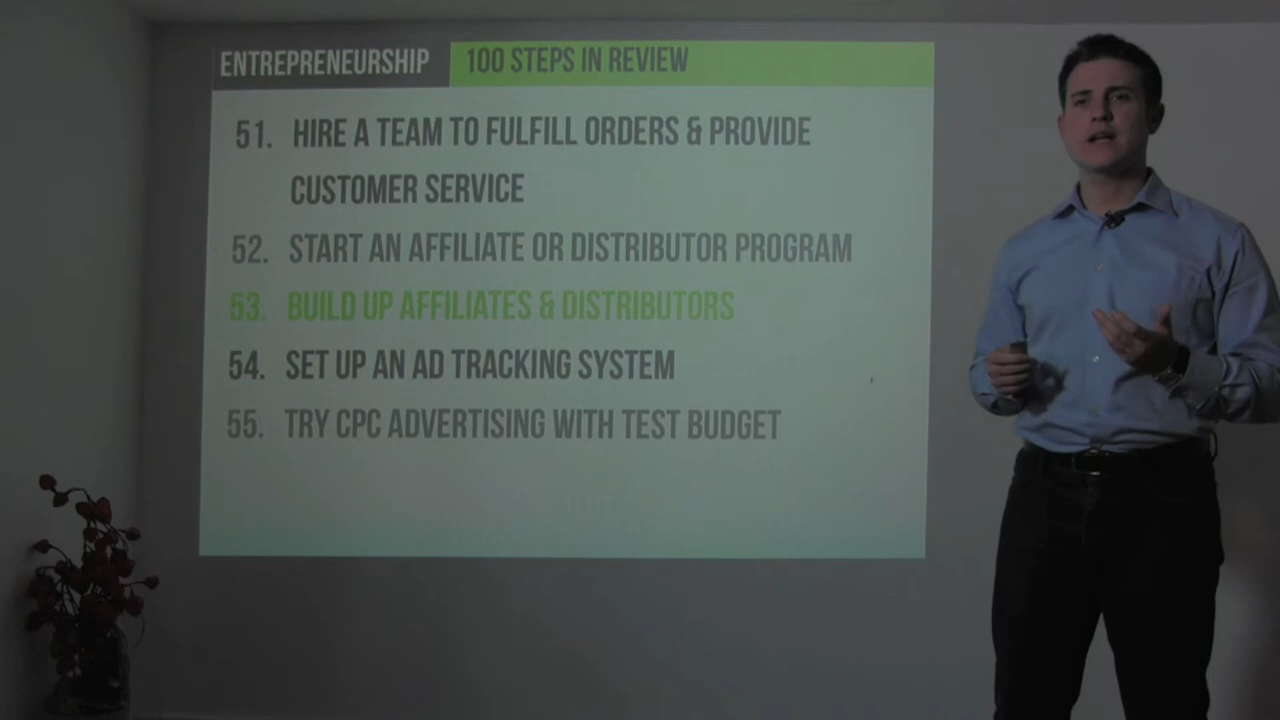 ENTREPRENEURSHIP 100 STEPS IN REVIEW
51. HIRE A TEAM TO FULFILL ORDERS & PROVIDE
CUSTOMER SERVICE
52. START AN AFFILIATE OR DISTRIBUTOR PROGRAM
53. BUILD UP AFFILIATES & DISTRIBUTORS
54. SET UP AN AD TRACKING SYSTEM
55. TRY CPC ADVERTISING WITH TEST BUDGET